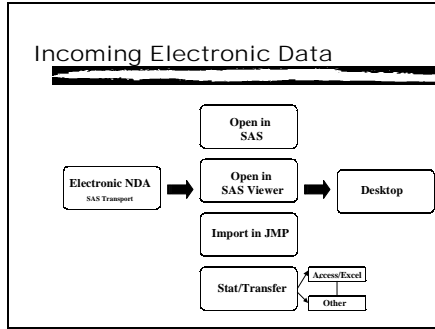 Incoming Electronic Data
Open in
SAS
Electronic NDA
SAS Transport
Open in
SAS Viewer
Desktop
Import in JMP
Stat/Transfer
Access/Excel
Other